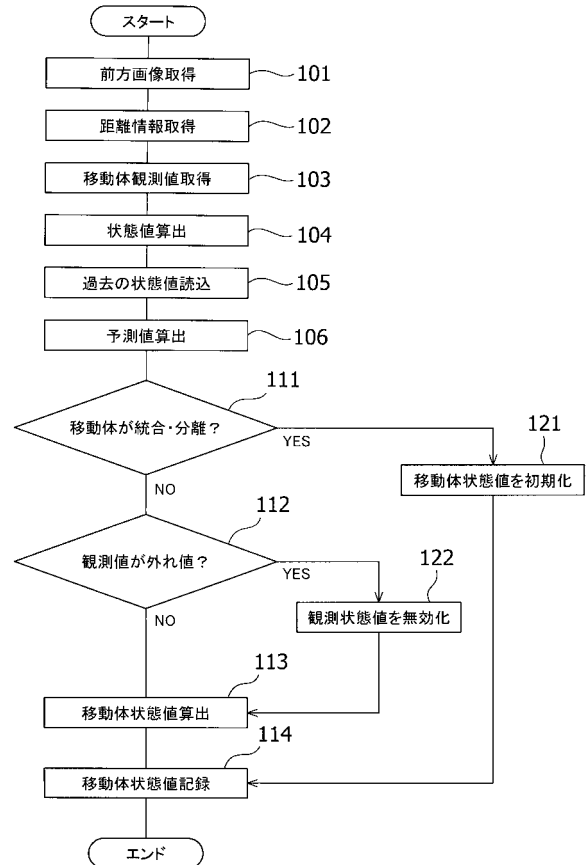 スタート
前方画像取得
101
距離情報取得
102
移動体観測値取得
103
状態値算出
104
過去の状態値読込
105
予測値算出
106
111
移動体が統合・分離?
YES
121
移動体状態値を初期化
NO
112
観測値が外れ値?
YES
122
観測状態値を無効化
NO
113
移動体状態値算出
114
移動体状態値記録
エンド